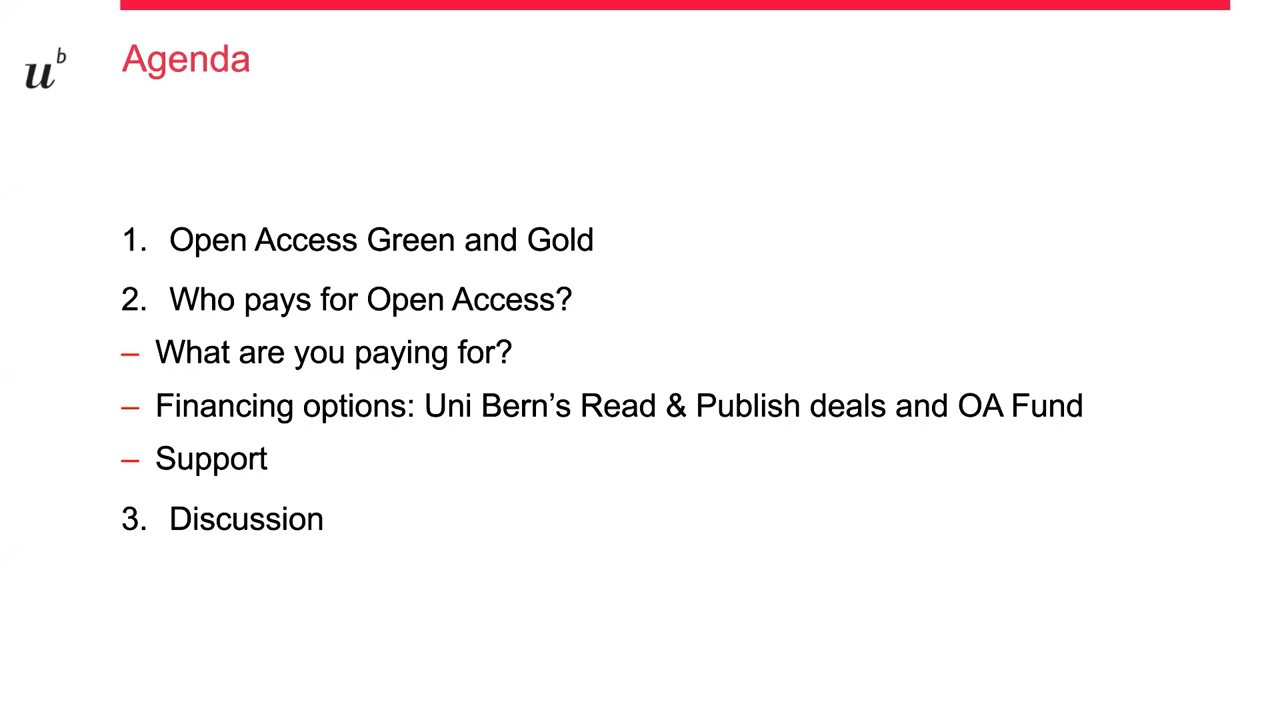 u b
Agenda
1. Open Access Green and Gold
2. Who pays for Open Access?
– What are you paying for?
– Financing options: Uni Bern’s Read & Publish deals and OA Fund
– Support
3. Discussion